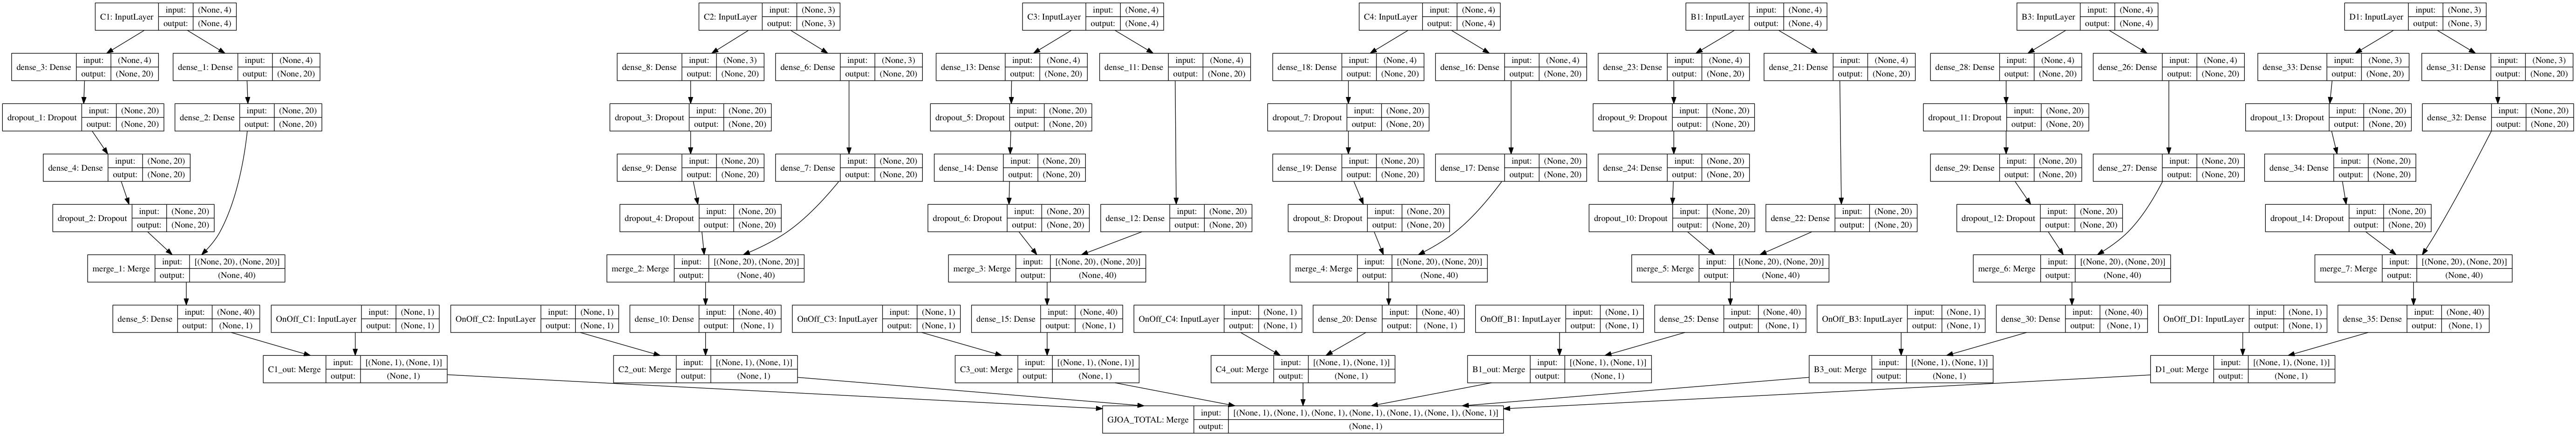 C1: InputLayer input: (None, 4) output: (None, 4)
C2: InputLayer input: (None, 3) output: (None, 3)
C3: InputLayer input: (None, 4) output: (None, 4)
C4: InputLayer input: (None, 4) output: (None, 4)
B1: InputLayer input: (None, 4) output: (None, 4)
B3: InputLayer input: (None, 4) output: (None, 4)
D1: InputLayer input: (None, 3) output: (None, 3)
dense_3: Dense input: (None, 4) output: (None, 20)
dense_1: Dense input: (None, 4) output: (None, 20)
dense_8: Dense input: (None, 3) output: (None, 20)
dense_6: Dense input: (None, 3) output: (None, 20)
dense_13: Dense input: (None, 4) output: (None, 20)
dense_11: Dense input: (None, 4) output: (None, 20)
dense_18: Dense input: (None, 4) output: (None, 20)
dense_16: Dense input: (None, 4) output: (None, 20)
dense_23: Dense input: (None, 4) output: (None, 20)
dense_21: Dense input: (None, 4) output: (None, 20)
dense_28: Dense input: (None, 4) output: (None, 20)
dense_26: Dense input: (None, 4) output: (None, 20)
dense_33: Dense input: (None, 3) output: (None, 20)
dense_31: Dense input: (None, 3) output: (None, 20)
dropout_1: Dropout input: (None, 20) output: (None, 20)
dense_2: Dense input: (None, 20) output: (None, 20)
dropout_3: Dropout input: (None, 20) output: (None, 20)
dropout_5: Dropout input: (None, 20) output: (None, 20)
dropout_7: Dropout input: (None, 20) output: (None, 20)
dropout_9: Dropout input: (None, 20) output: (None, 20)
dropout_11: Dropout input: (None, 20) output: (None, 20)
dropout_13: Dropout input: (None, 20) output: (None, 20)
dense_32: Dense input: (None, 20) output: (None, 20)
dense_4: Dense input: (None, 20) output: (None, 20)
dense_9: Dense input: (None, 20) output: (None, 20)
dense_7: Dense input: (None, 20) output: (None, 20)
dense_14: Dense input: (None, 20) output: (None, 20)
dense_19: Dense input: (None, 20) output: (None, 20)
dense_17: Dense input: (None, 20) output: (None, 20)
dense_24: Dense input: (None, 20) output: (None, 20)
dense_29: Dense input: (None, 20) output: (None, 20)
dense_27: Dense input: (None, 20) output: (None, 20)
dense_34: Dense input: (None, 20) output: (None, 20)
dropout_2: Dropout input: (None, 20) output: (None, 20)
dropout_4: Dropout input: (None, 20) output: (None, 20)
dropout_6: Dropout input: (None, 20) output: (None, 20)
dense_12: Dense input: (None, 20) output: (None, 20)
dropout_8: Dropout input: (None, 20) output: (None, 20)
dropout_10: Dropout input: (None, 20) output: (None, 20)
dense_22: Dense input: (None, 20) output: (None, 20)
dropout_12: Dropout input: (None, 20) output: (None, 20)
dropout_14: Dropout input: (None, 20) output: (None, 20)
merge_1: Merge input: [(None, 20), (None, 20)] output: (None, 40)
merge_2: Merge input: [(None, 20), (None, 20)] output: (None, 40)
merge_3: Merge input: [(None, 20), (None, 20)] output: (None, 40)
merge_4: Merge input: [(None, 20), (None, 20)] output: (None, 40)
merge_5: Merge input: [(None, 20), (None, 20)] output: (None, 40)
merge_6: Merge input: [(None, 20), (None, 20)] output: (None, 40)
merge_7: Merge input: [(None, 20), (None, 20)] output: (None, 40)
dense_5: Dense input: (None, 40) output: (None, 1)
OnOff_C1: InputLayer input: (None, 1) output: (None, 1)
OnOff_C2: InputLayer input: (None, 1) output: (None, 1)
dense_10: Dense input: (None, 40) output: (None, 1)
OnOff_C3: InputLayer input: (None, 1) output: (None, 1)
dense_15: Dense input: (None, 40) output: (None, 1)
OnOff_C4: InputLayer input: (None, 1) output: (None, 1)
dense_20: Dense input: (None, 40) output: (None, 1)
OnOff_B1: InputLayer input: (None, 1) output: (None, 1)
dense_25: Dense input: (None, 40) output: (None, 1)
OnOff_B3: InputLayer input: (None, 1) output: (None, 1)
dense_30: Dense input: (None, 40) output: (None, 1)
OnOff_D1: InputLayer input: (None, 1) output: (None, 1)
dense_35: Dense input: (None, 40) output: (None, 1)
C1_out: Merge input: [(None, 1), (None, 1)] output: (None, 1)
C2_out: Merge input: [(None, 1), (None, 1)] output: (None, 1)
C3_out: Merge input: [(None, 1), (None, 1)] output: (None, 1)
C4_out: Merge input: [(None, 1), (None, 1)] output: (None, 1)
B1_out: Merge input: [(None, 1), (None, 1)] output: (None, 1)
B3_out: Merge input: [(None, 1), (None, 1)] output: (None, 1)
D1_out: Merge input: [(None, 1), (None, 1)] output: (None, 1)
GJOA_TOTAL: Merge input: [(None, 1), (None, 1), (None, 1), (None, 1), (None, 1), (None, 1), (None, 1)] output: (None, 1)